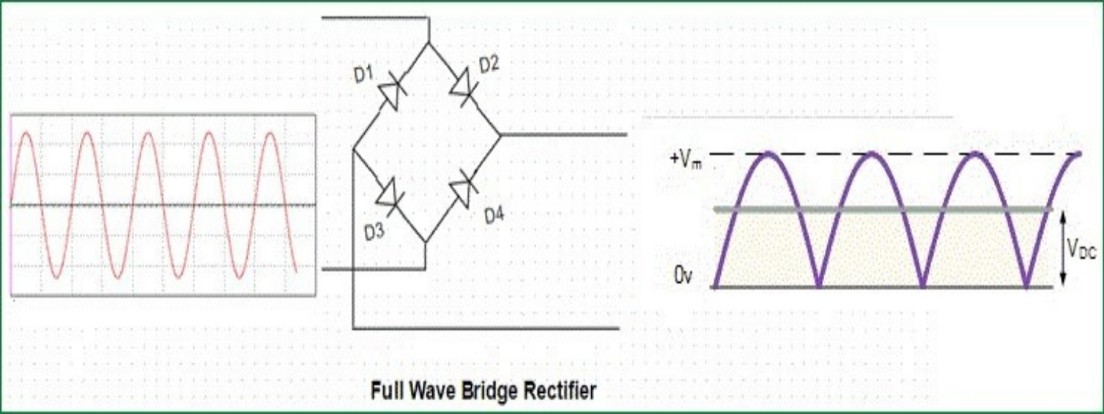 D1
D2
D3
D4
+Vm
0v
VDC
Full Wave Bridge Rectifier